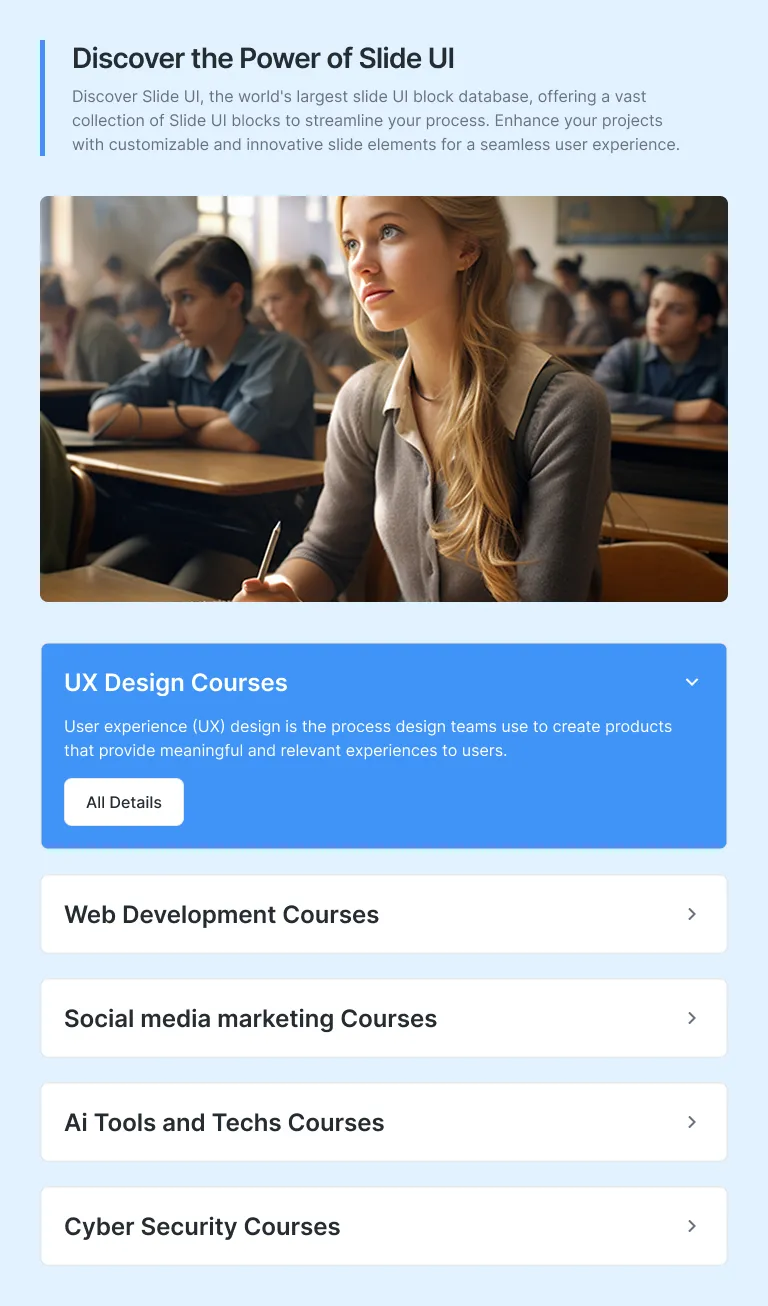 Discover the Power of Slide UI
Discover Slide UI, the world's largest slide UI block database, offering a vast
collection of Slide UI blocks to streamline your process. Enhance your projects
with customizable and innovative slide elements for a seamless user experience.
UX Design Courses
User experience (UX) design is the process design teams use to create products
that provide meaningful and relevant experiences to users.
All Details
Web Development Courses
Social media marketing Courses
Ai Tools and Techs Courses
Cyber Security Courses